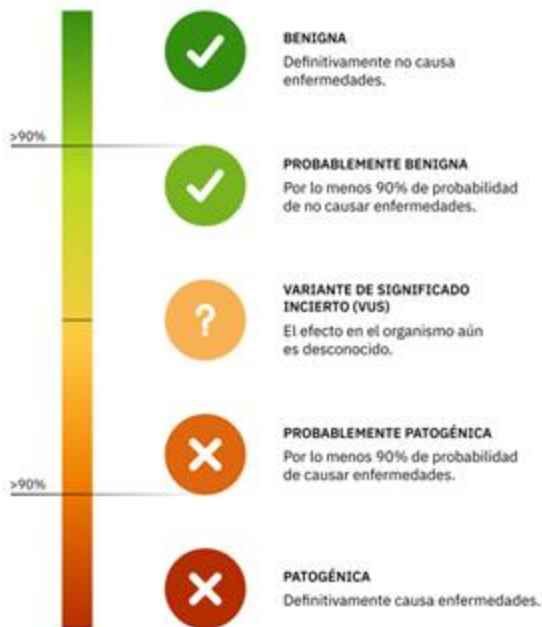 BENIGNA
Definitivamente no causa
enfermedades.
>90%
PROBABLEMENTE BENIGNA
Por lo menos 90% de probabilidad
de no causar enfermedades.
?
VARIANTE DE SIGNIFICADO
INCIERTO (VUS)
El efecto en el organismo aún
es desconocido.
PROBABLEMENTE PATOGÉNICA
Por lo menos 90% de probabilidad
de causar enfermedades.
>90%
PATOGÉNICA
Definitivamente causa enfermedades.